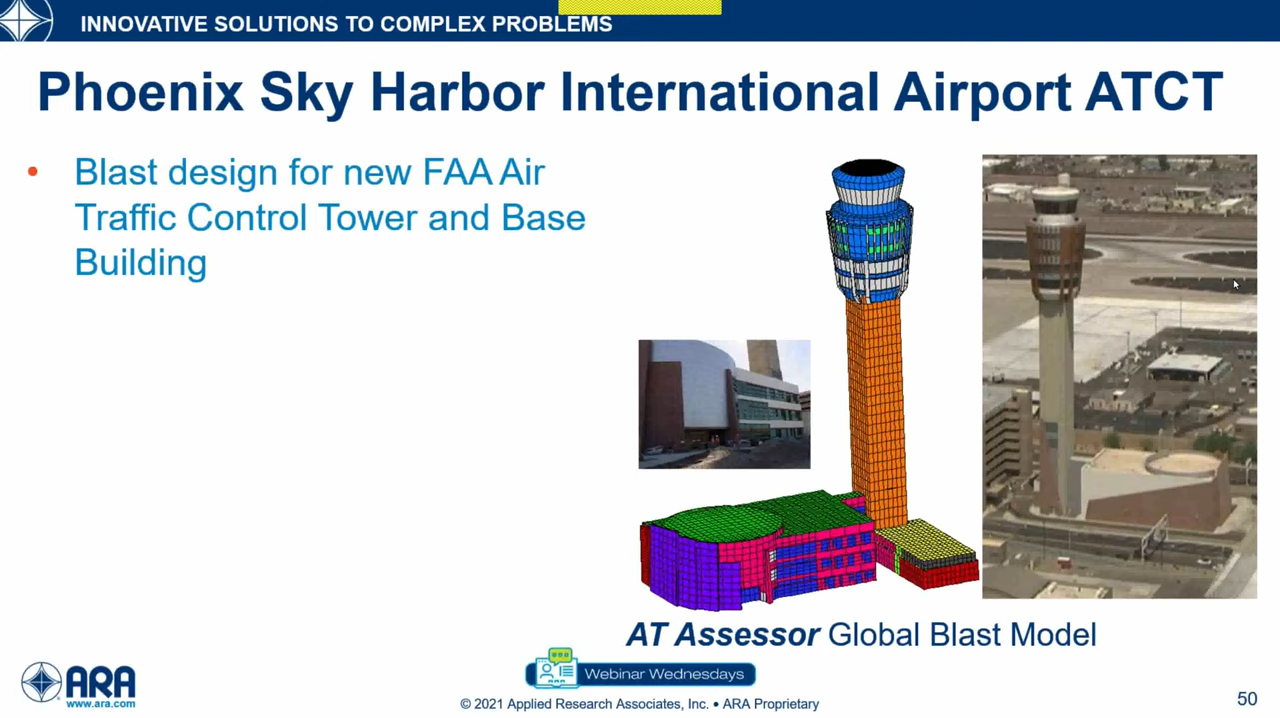 INNOVATIVE SOLUTIONS TO COMPLEX PROBLEMS
Phoenix Sky Harbor International Airport ATCT
• Blast design for new FAA Air
Traffic Control Tower and Base
Building
AT Assessor Global Blast Model
ARA
www.ara.com
Webinar Wednesdays
© 2021 Applied Research Associates, Inc. • ARA Proprietary
50